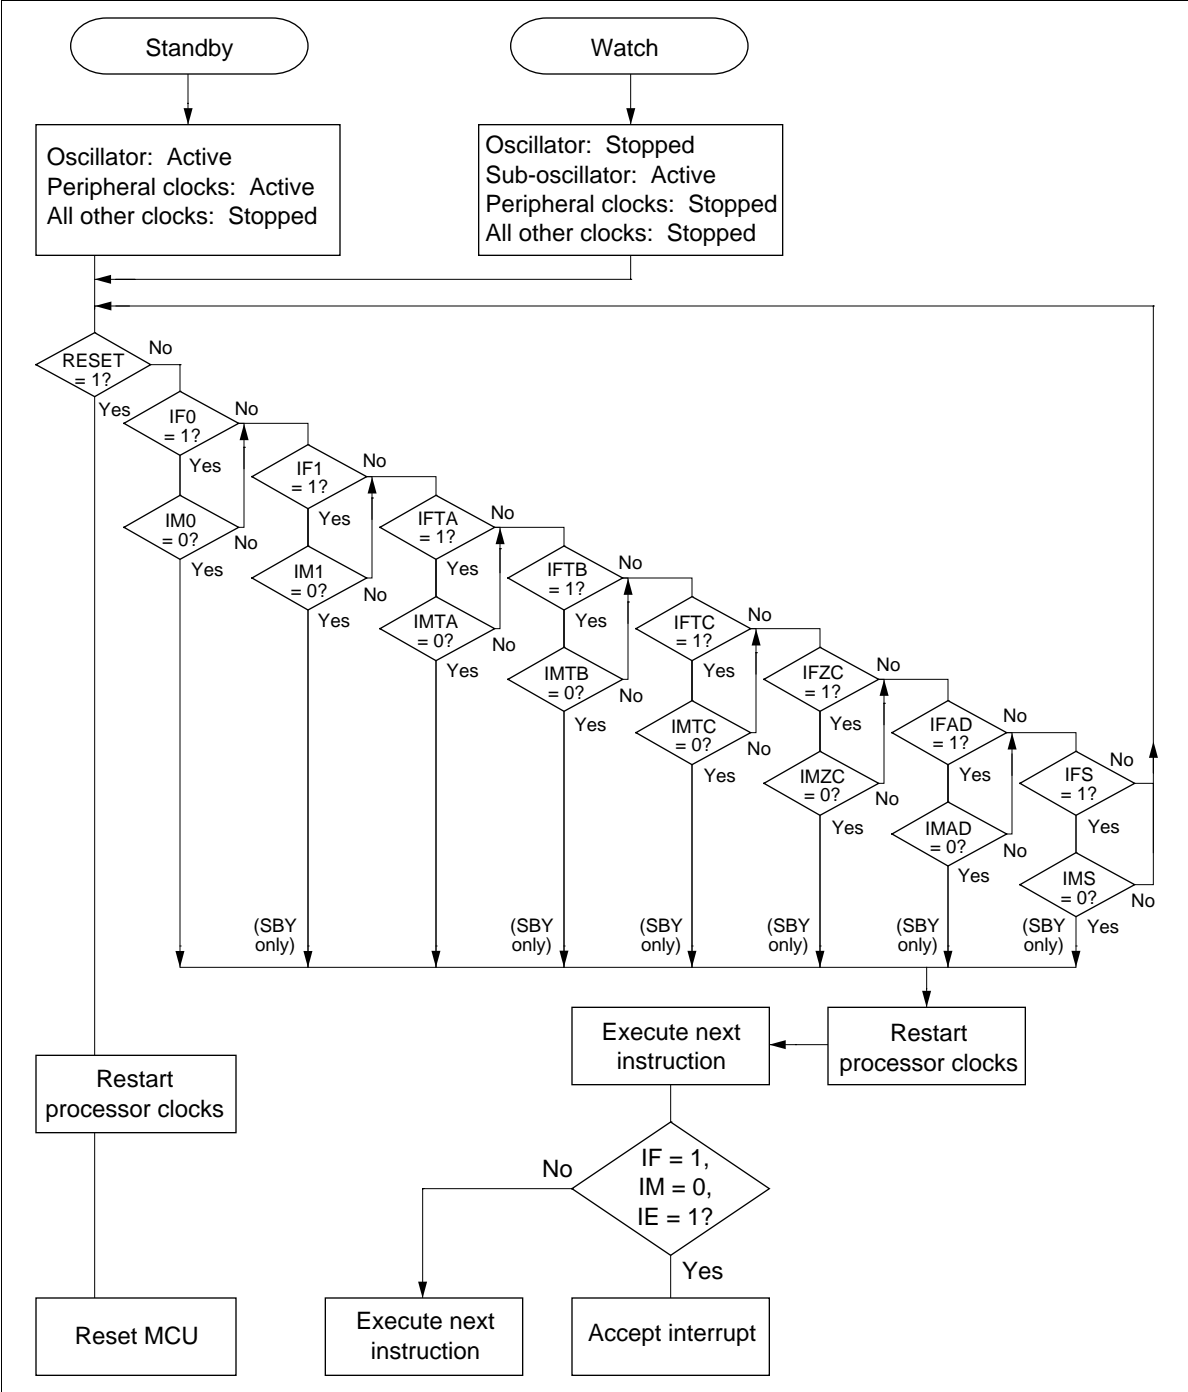 Standby
Watch
Oscillator: Active
Peripheral clocks: Active
All other clocks: Stopped
Oscillator: Stopped
Sub-oscillator: Active
Peripheral clocks: Stopped
All other clocks: Stopped
RESET
= 1?
No
Yes
IF0
= 1?
No
Yes
IM0
= 0?
No
Yes
IF1
= 1?
No
Yes
IM1
= 0?
No
Yes
(SBY
only)
IFTA
= 1?
No
Yes
IMTA
= 0?
No
Yes
IFTB
= 1?
No
Yes
IMTB
= 0?
No
Yes
(SBY
only)
IFTC
= 1?
No
Yes
IMTC
= 0?
No
Yes
(SBY
only)
IFZC
= 1?
No
Yes
IMZC
= 0?
No
Yes
(SBY
only)
IFAD
= 1?
No
Yes
IMAD
= 0?
No
Yes
(SBY
only)
IFS
= 1?
No
Yes
IMS
= 0?
No
Yes
(SBY
only)
Restart
processor clocks
Execute next
instruction
Restart
processor clocks
IF = 1,
IM = 0,
IE = 1?
No
Yes
Reset MCU
Execute next
instruction
Accept interrupt